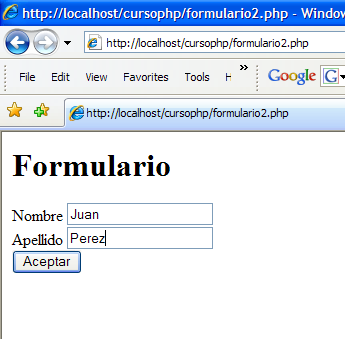 http://localhost/cursophp/formulario2.php - Window
http://localhost/cursophp/formulario2.php
File Edit View Favorites Tools H »
Google G
http://localhost/cursophp/formulario2.php
Formulario
Nombre Juan
Apellido Perez
Aceptar